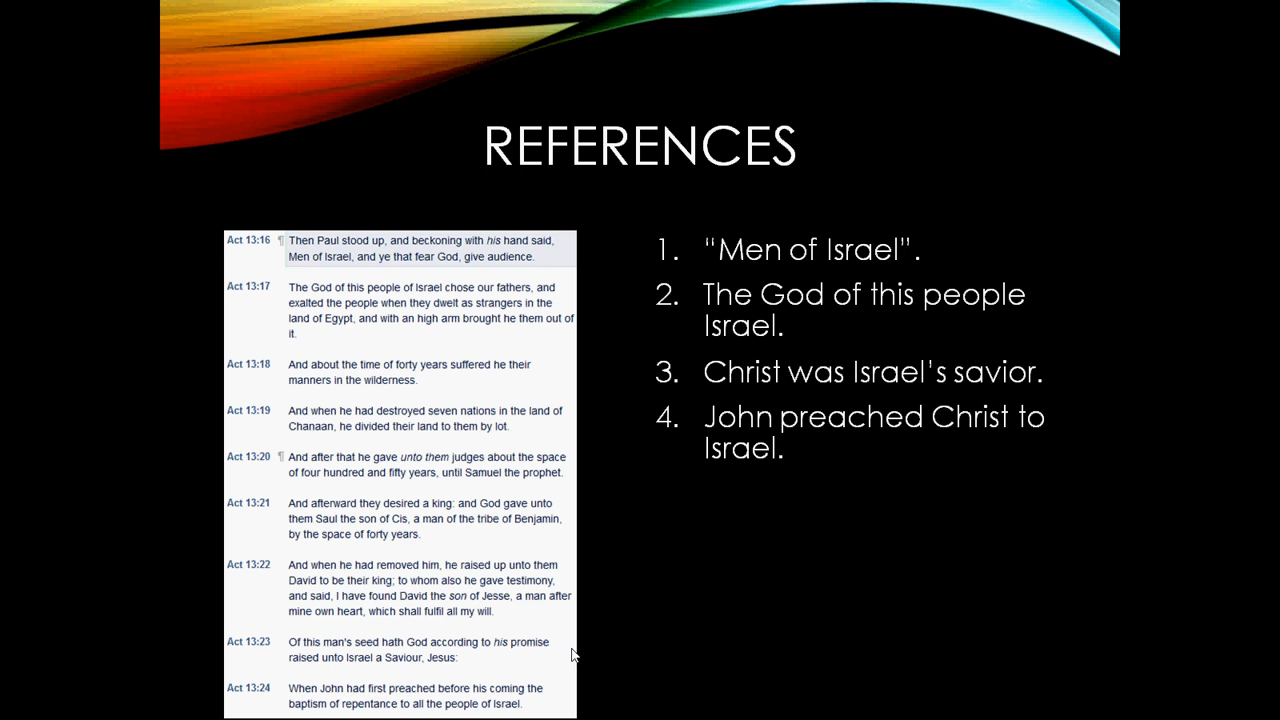 REFERENCES
Act 13:16 ¶ Then Paul stood up, and beckoning with his hand said,
Men of Israel, and ye that fear God, give audience.
Act 13:17 The God of this people of Israel chose our fathers, and
exalted the people when they dwelt as strangers in the
land of Egypt, and with an high arm brought he them out of
it.
Act 13:18 And about the time of forty years suffered he their
manners in the wilderness.
Act 13:19 And when he had destroyed seven nations in the land of
Chanaan, he divided their land to them by lot.
Act 13:20 ¶ And after that he gave unto them judges about the space
of four hundred and fifty years, until Samuel the prophet.
Act 13:21 And afterward they desired a king: and God gave unto
them Saul the son of Cis, a man of the tribe of Benjamin,
by the space of forty years.
Act 13:22 And when he had removed him, he raised up unto them
David to be their king; to whom also he gave testimony,
and said, I have found David the son of Jesse, a man after
mine own heart, which shall fulfil all my will.
Act 13:23 Of this man's seed hath God according to his promise
raised unto Israel a Saviour, Jesus:
Act 13:24 When John had first preached before his coming the
baptism of repentance to all the people of Israel.
1. “Men of Israel”.
2. The God of this people
Israel.
3. Christ was Israel's savior.
4. John preached Christ to
Israel.